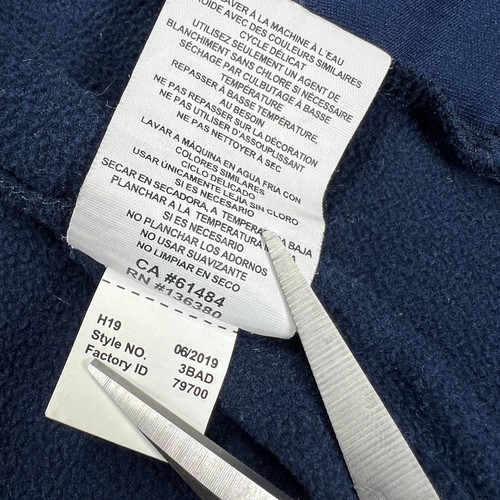 LAVER À LA MACHINE À L'EAU
FROIDE AVEC DES COULEURS SIMILAIRES
CYCLE DÉLICAT
UTILISEZ SEULEMENT UN AGENT DE
BLANCHIMENT SANS CHLORE SI NÉCESSAIRE
SÉCHAGE PAR CULBUTAGE À BASSE
TEMPÉRATURE
REPASSER À BASSE TEMPÉRATURE
AU BESOIN
NE PAS REPASSER SUR LA DÉCORATION
NE PAS UTILISER D'ASSOUPLISSANT
NE PAS NETTOYER À SEC
LAVAR A MÁQUINA EN AGUA FRIA CON
COLORES SIMILARES
CICLO DELICADO
USAR ÚNICAMENTE LEJÍA SIN CLORO
SI ES NECESARIO
SECAR EN SECADORA, A TEMPERA A BAJA
PLANCHAR A LA TEMPERATURA A
SI ES NECESARIO
NO PLANCHAR LOS ADORNOS
NO USAR SUAVIZANTE
NO LIMPIAR EN SECO
CA #61484
RN #136380
H19 06/2019
Style NO. 3BAD
Factory ID 79700